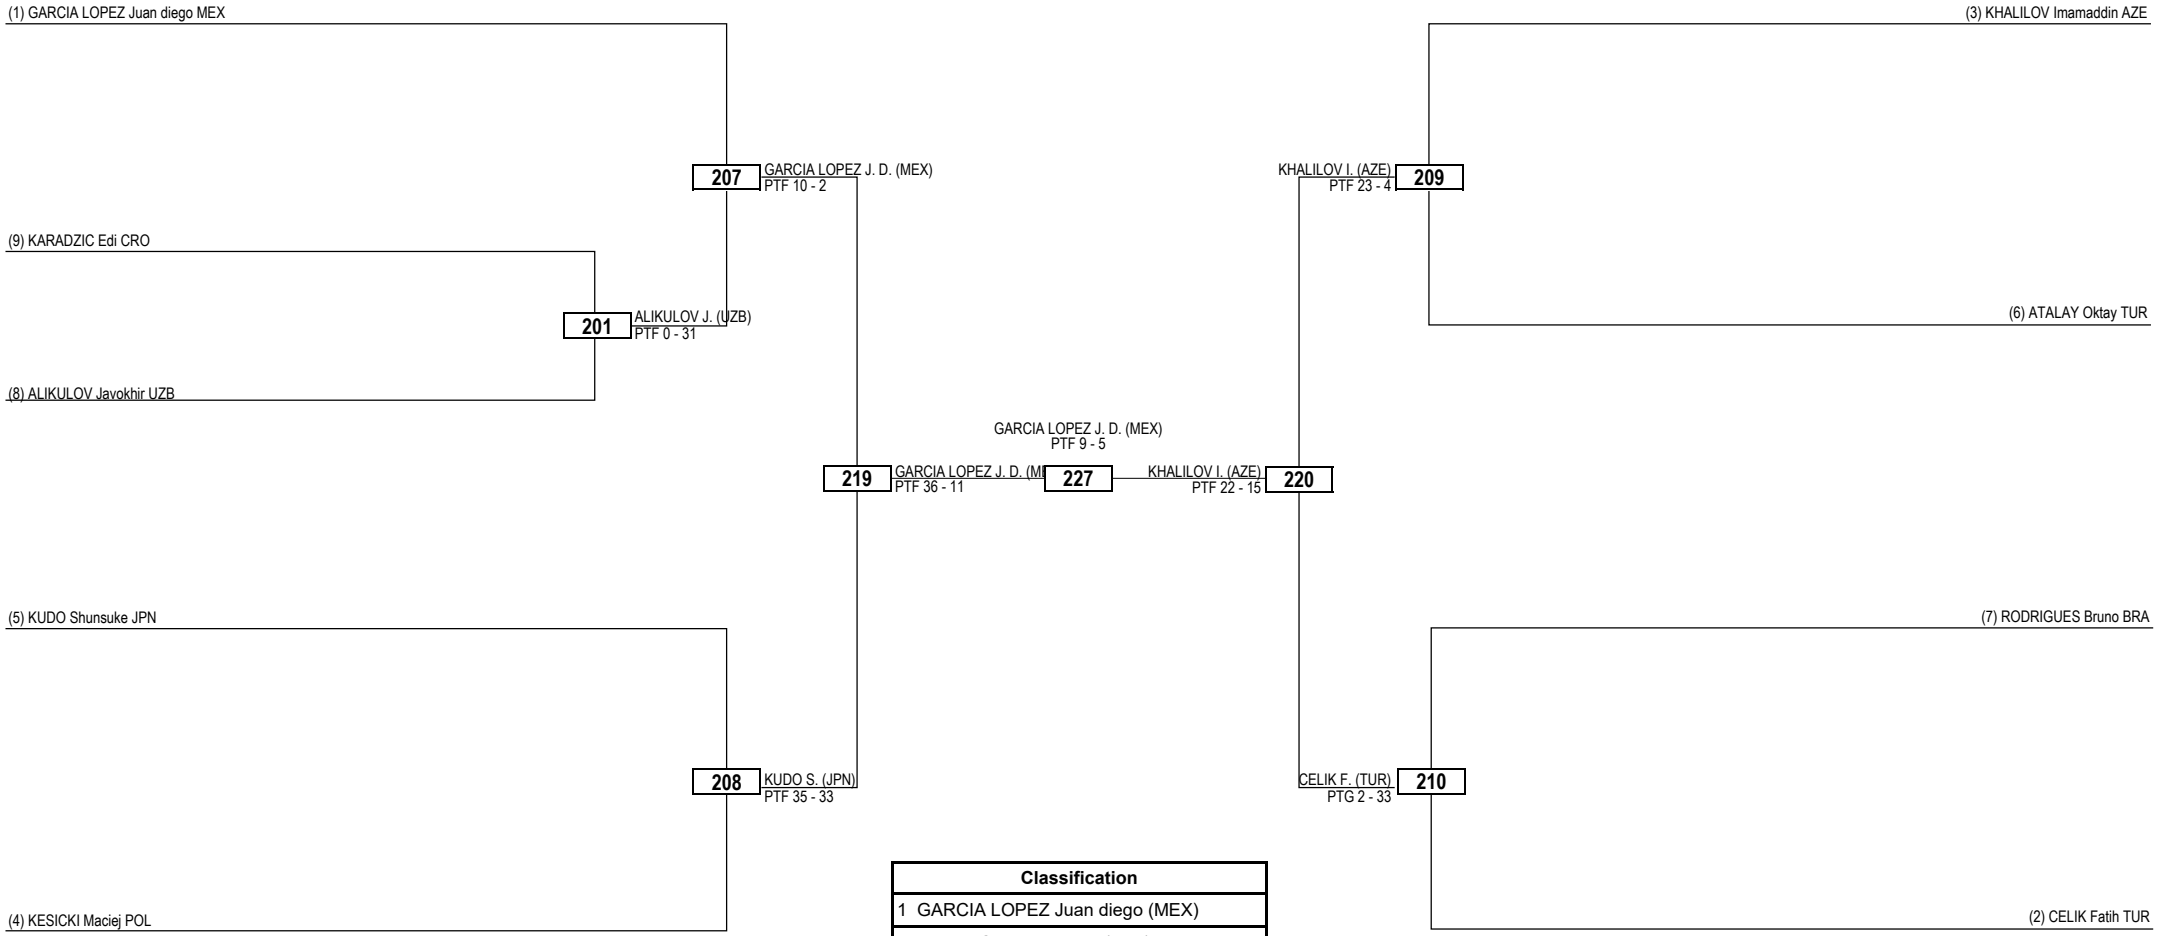 (1) GARCIA LOPEZ Juan diego MEX
(3) KHALILOV Imamaddin AZE
207
GARCIA LOPEZ J. D. (MEX)
PTF 10 - 2
KHALILOV I. (AZE)
PTF 23 - 4
209
(9) KARADZIC Edi CRO
201
ALIKULOV J. (UZB)
PTF 0 - 31
(6) ATALAY Oktay TUR
(8) ALIKULOV Javokhir UZB
GARCIA LOPEZ J. D. (MEX)
PTF 9 - 5
219
GARCIA LOPEZ J. D. (M
PTF 36 - 11
227
KHALILOV I. (AZE)
PTF 22 - 15
220
(5) KUDO Shunsuke JPN
(7) RODRIGUES Bruno BRA
208
KUDO S. (JPN)
PTF 35 - 33
CELIK F. (TUR)
PTG 2 - 33
210
Classification
1 GARCIA LOPEZ Juan diego (MEX)
(4) KESICKI Maciej POL
(2) CELIK Fatih TUR